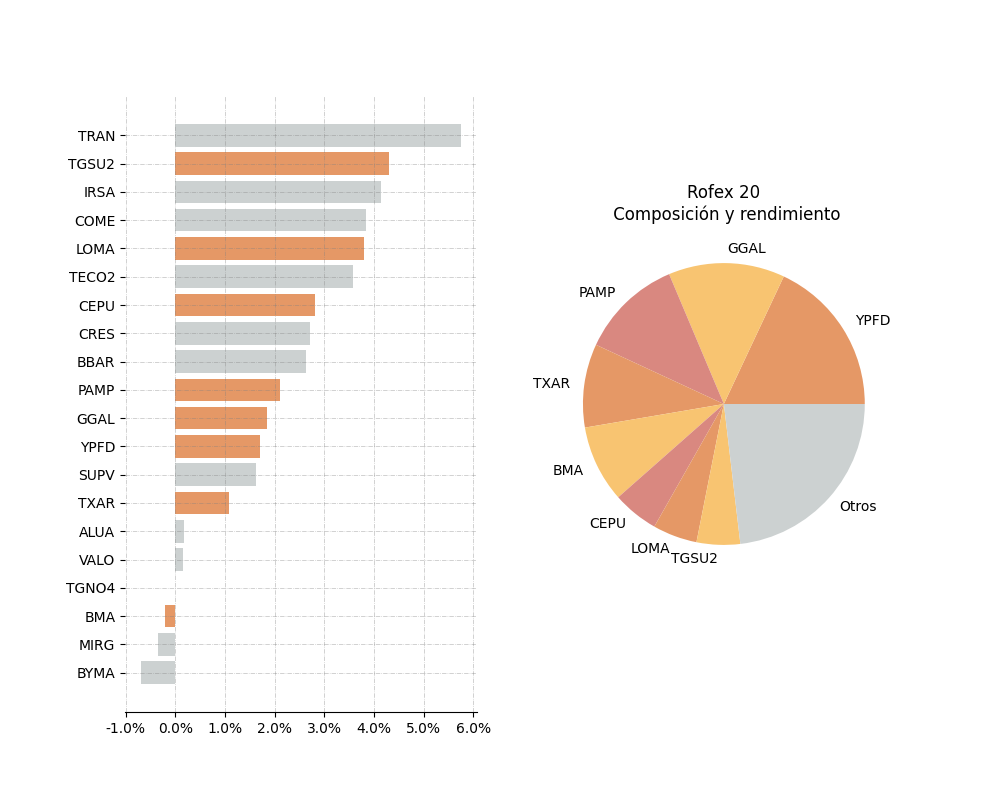 TRAN
TGSU2
IRSA
COME
LOMA
TECO2
CEPU
CRES
BBAR
PAMP
GGAL
YPFD
SUPV
TXAR
ALUA
VALO
TGNO4
BMA
MIRG
BYMA
-1.0% 0.0% 1.0% 2.0% 3.0% 4.0% 5.0% 6.0%
Rofex 20
Composición y rendimiento
GGAL
YPFD
PAMP
TXAR
BMA
CEPU
LOMA
TGSU2
Otros